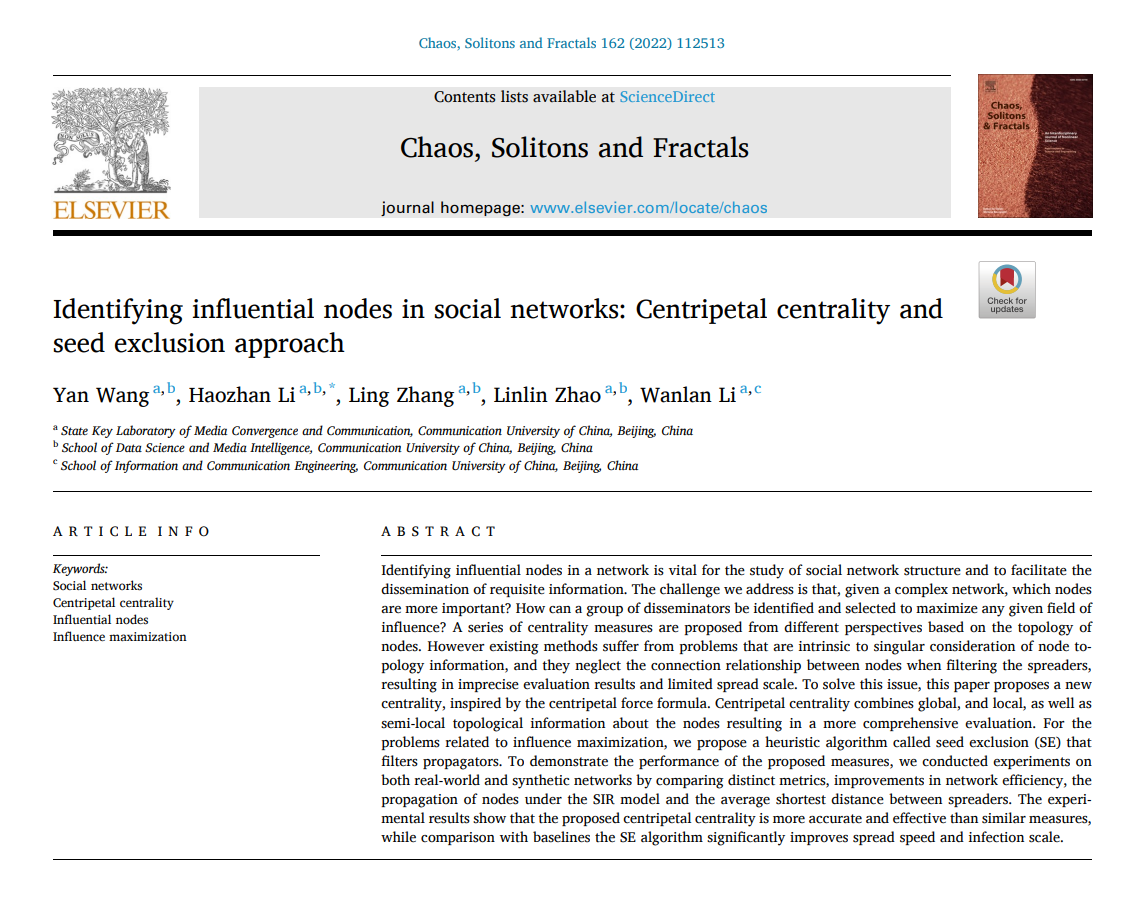 Chaos, Solitons and Fractals 162 (2022) 112513
Contents lists available at ScienceDirect
Chaos, Solitons and Fractals
journal homepage: www.elsevier.com/locate/chaos
ELSEVIER
Chaos,
Solitons
& Fractals
Check for
updates
Identifying influential nodes in social networks: Centripetal centrality and
seed exclusion approach
Yan Wang a,b, Haozhan Li a,b,*, Ling Zhang a,b, Linlin Zhao a,b, Wanlan Li a,c
a State Key Laboratory of Media Convergence and Communication, Communication University of China, Beijing, China
b School of Data Science and Media Intelligence, Communication University of China, Beijing, China
c School of Information and Communication Engineering, Communication University of China, Beijing, China
ARTICLE INFO
Keywords:
Social networks
Centripetal centrality
Influential nodes
Influence maximization
ABSTRACT
Identifying influential nodes in a network is vital for the study of social network structure and to facilitate the
dissemination of requisite information. The challenge we address is that, given a complex network, which nodes
are more important? How can a group of disseminators be identified and selected to maximize any given field of
influence? A series of centrality measures are proposed from different perspectives based on the topology of
nodes. However existing methods suffer from problems that are intrinsic to singular consideration of node to-
pology information, and they neglect the connection relationship between nodes when filtering the spreaders,
resulting in imprecise evaluation results and limited spread scale. To solve this issue, this paper proposes a new
centrality, inspired by the centripetal force formula. Centripetal centrality combines global, and local, as well as
semi-local topological information about the nodes resulting in a more comprehensive evaluation. For the
problems related to influence maximization, we propose a heuristic algorithm called seed exclusion (SE) that
filters propagators. To demonstrate the performance of the proposed measures, we conducted experiments on
both real-world and synthetic networks by comparing distinct metrics, improvements in network efficiency, the
propagation of nodes under the SIR model and the average shortest distance between spreaders. The experi-
mental results show that the proposed centripetal centrality is more accurate and effective than similar measures,
while comparison with baselines the SE algorithm significantly improves spread speed and infection scale.